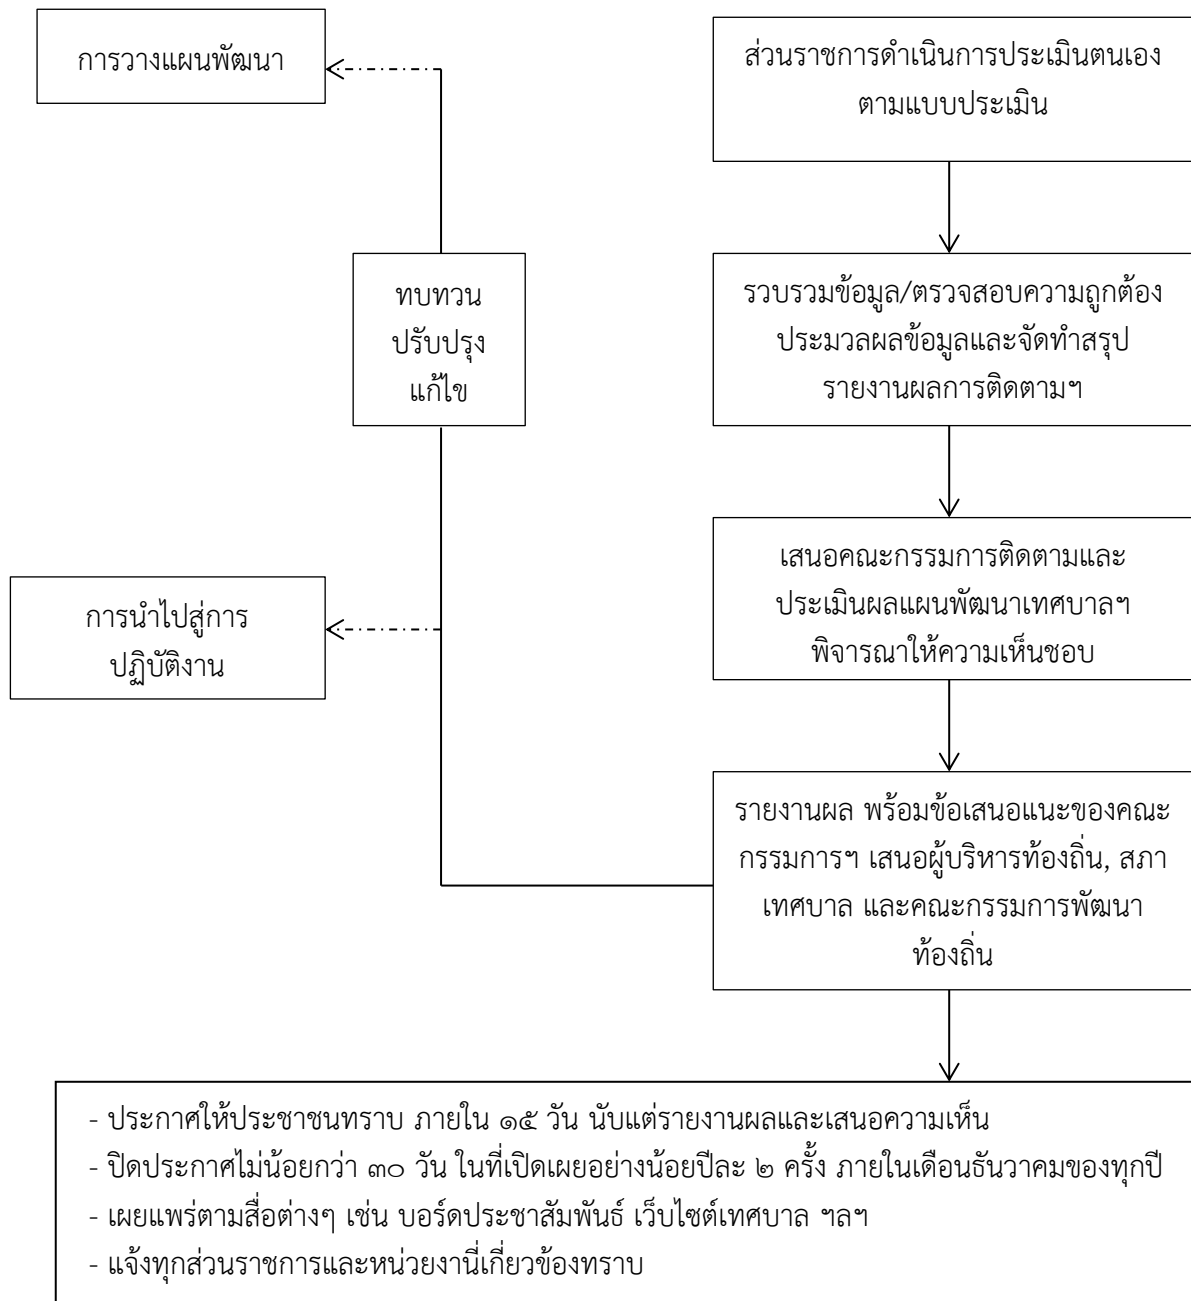 การวางแผนพัฒนา
ส่วนราชการดำเนินการประเมินตนเอง
ตามแบบประเมิน
ทบทวน
ปรับปรุง
แก้ไข
รวบรวมข้อมูล/ตรวจสอบความถูกต้อง
ประมวลผลข้อมูลและจัดทำสรุป
รายงานผลการติดตามฯ
การนำไปสู่การ
ปฏิบัติงาน
เสนอคณะกรรมการติดตามและ
ประเมินผลแผนพัฒนาเทศบาลฯ
พิจารณาให้ความเห็นชอบ
รายงานผล พร้อมข้อเสนอแนะของคณะ
กรรมการฯ เสนอผู้บริหารท้องถิ่น, สภา
เทศบาล และคณะกรรมการพัฒนา
ท้องถิ่น
- ประกาศให้ประชาชนทราบ ภายใน ๑๕ วัน นับแต่รายงานผลและเสนอความเห็น
- ปิดประกาศไม่น้อยกว่า ๓๐ วัน ในที่เปิดเผยอย่างน้อยปีละ ๒ ครั้ง ภายในเดือนธันวาคมของทุกปี
- เผยแพร่ตามสื่อต่างๆ เช่น บอร์ดประชาสัมพันธ์ เว็บไซต์เทศบาล ฯลฯ
- แจ้งทุกส่วนราชการและหน่วยงานี่เกี่ยวข้องทราบ